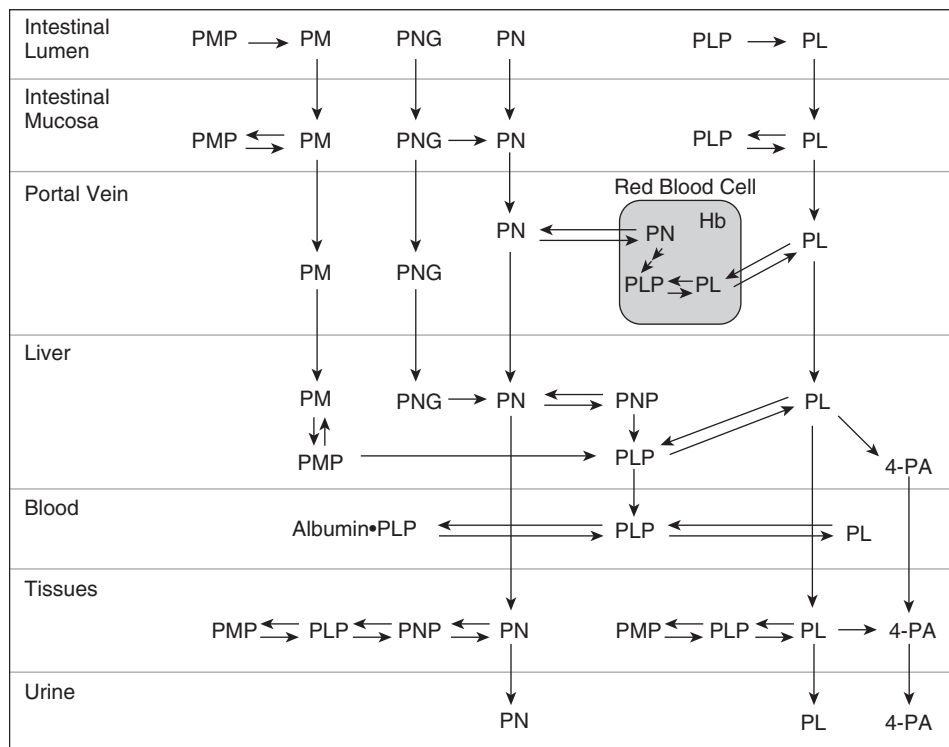 Intestinal
Lumen
PMP PM PNG PN PLP PL
Intestinal
Mucosa
PMP PM PNG PN PLP PL
Portal Vein
Red Blood Cell
Hb
PN PN PL
PM PNG PLP PL
Liver
PM PNG PN PNP PL
PMP PLP 4-PA
Blood
Albumin•PLP PLP PL
Tissues
PMP PLP PNP PN PMP PLP PL 4-PA
Urine
PN PL 4-PA